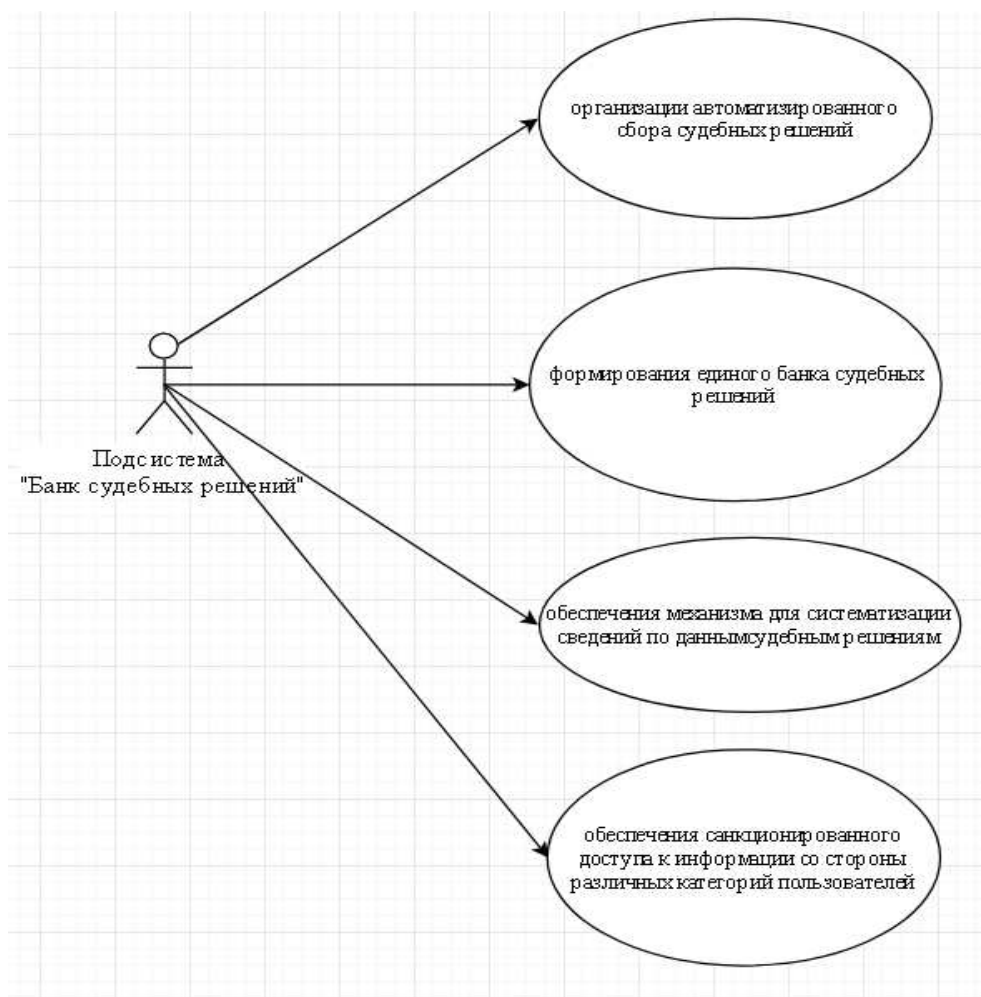 организации автоматизированного
сбора судебных решений
формирования единого банка судебных
решений
Подсистема
"Банк судебных решений"
обеспечения механизма для систематизации
сведений по даннымсудебным решениям
обеспечения санкционированного
доступа к информации со стороны
различных категорий пользователей